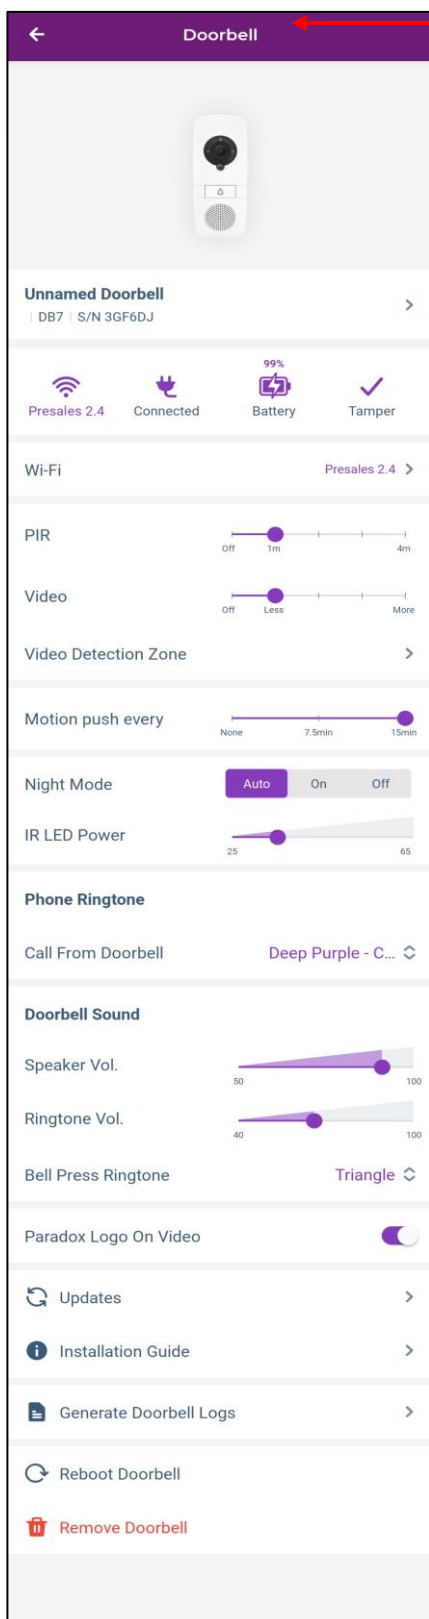 Doorbell
Unnamed Doorbell
| DB7 | S/N 3GF6DJ
99%
Presales 2.4 Connected Battery Tamper
Wi-Fi Presales 2.4
PIR
Off 1m 4m
Video
Off Less More
Video Detection Zone
Motion push every
None 7.5min 15min
Night Mode Auto On Off
IR LED Power
25 65
Phone Ringtone
Call From Doorbell Deep Purple - C...
Doorbell Sound
Speaker Vol.
50 100
Ringtone Vol.
40 100
Bell Press Ringtone Triangle
Paradox Logo On Video
Updates
Installation Guide
Generate Doorbell Logs
Reboot Doorbell
Remove Doorbell